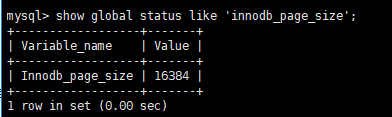 mysql> show global status like 'innodb_page_size';
+------------------+-------+
| Variable_name    | Value |
+------------------+-------+
| Innodb_page_size | 16384 |
+------------------+-------+
1 row in set (0.00 sec)